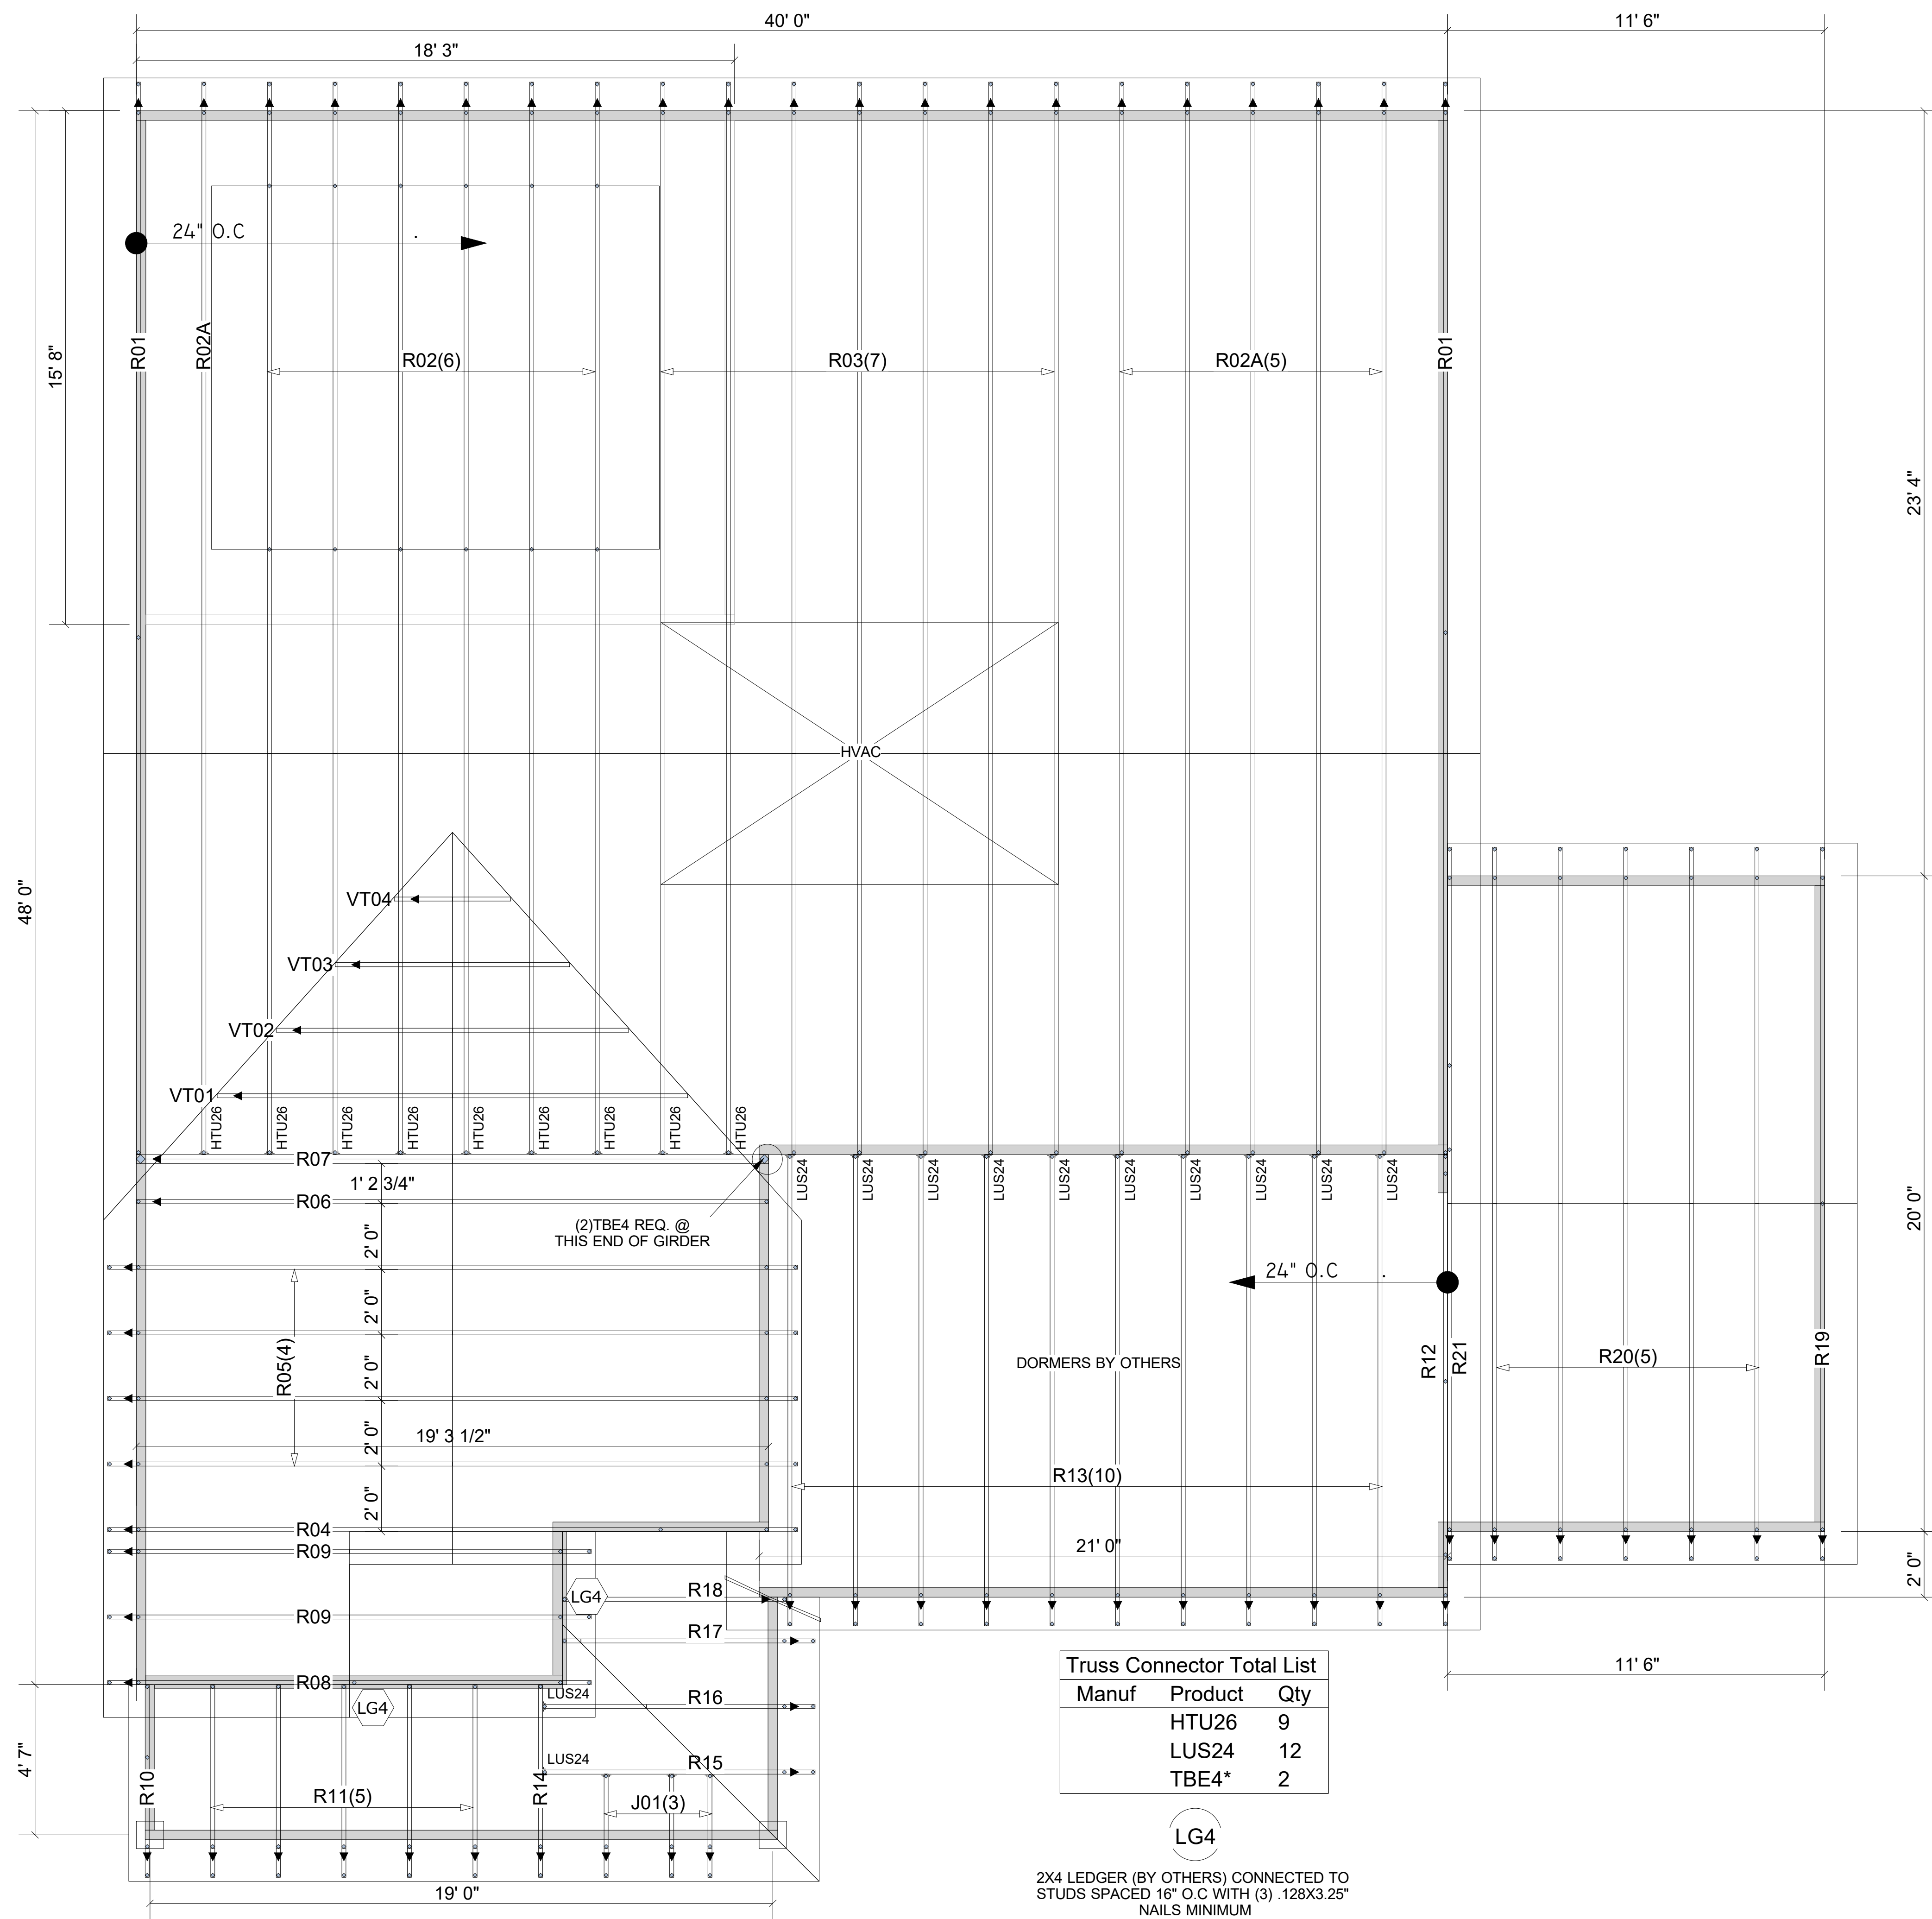 40' 0"
11' 6"
18' 3"
24" O.C .
15' 8"
R01
R02A
R02(6)
R03(7)
R02A(5)
R01
23' 4"
HVAC
48' 0"
VT04
VT03
VT02
VT01
HTU26
HTU26
HTU26
HTU26
HTU26
HTU26
HTU26
HTU26
HTU26
R07
1' 2 3/4"
R06
LUS24
LUS24
LUS24
LUS24
LUS24
LUS24
LUS24
LUS24
LUS24
LUS24
20' 0"
(2)TBE4 REQ. @
THIS END OF GIRDER
2' 0"
2' 0"
2' 0"
2' 0"
2' 0"
24" O.C .
R05(4)
DORMERS BY OTHERS
R12
R21
R20(5)
R19
19' 3 1/2"
R13(10)
R04
R09
21' 0"
2' 0"
LG4
R18
R09
R17
R08
LUS24
R16
LG4
11' 6"
Truss Connector Total List
Manuf Product Qty
HTU26 9
LUS24 12
TBE4* 2
4' 7"
LUS24
R15
R10
R11(5)
R14
J01(3)
LG4
2X4 LEDGER (BY OTHERS) CONNECTED TO
STUDS SPACED 16" O.C WITH (3) .128X3.25"
NAILS MINIMUM
19' 0"